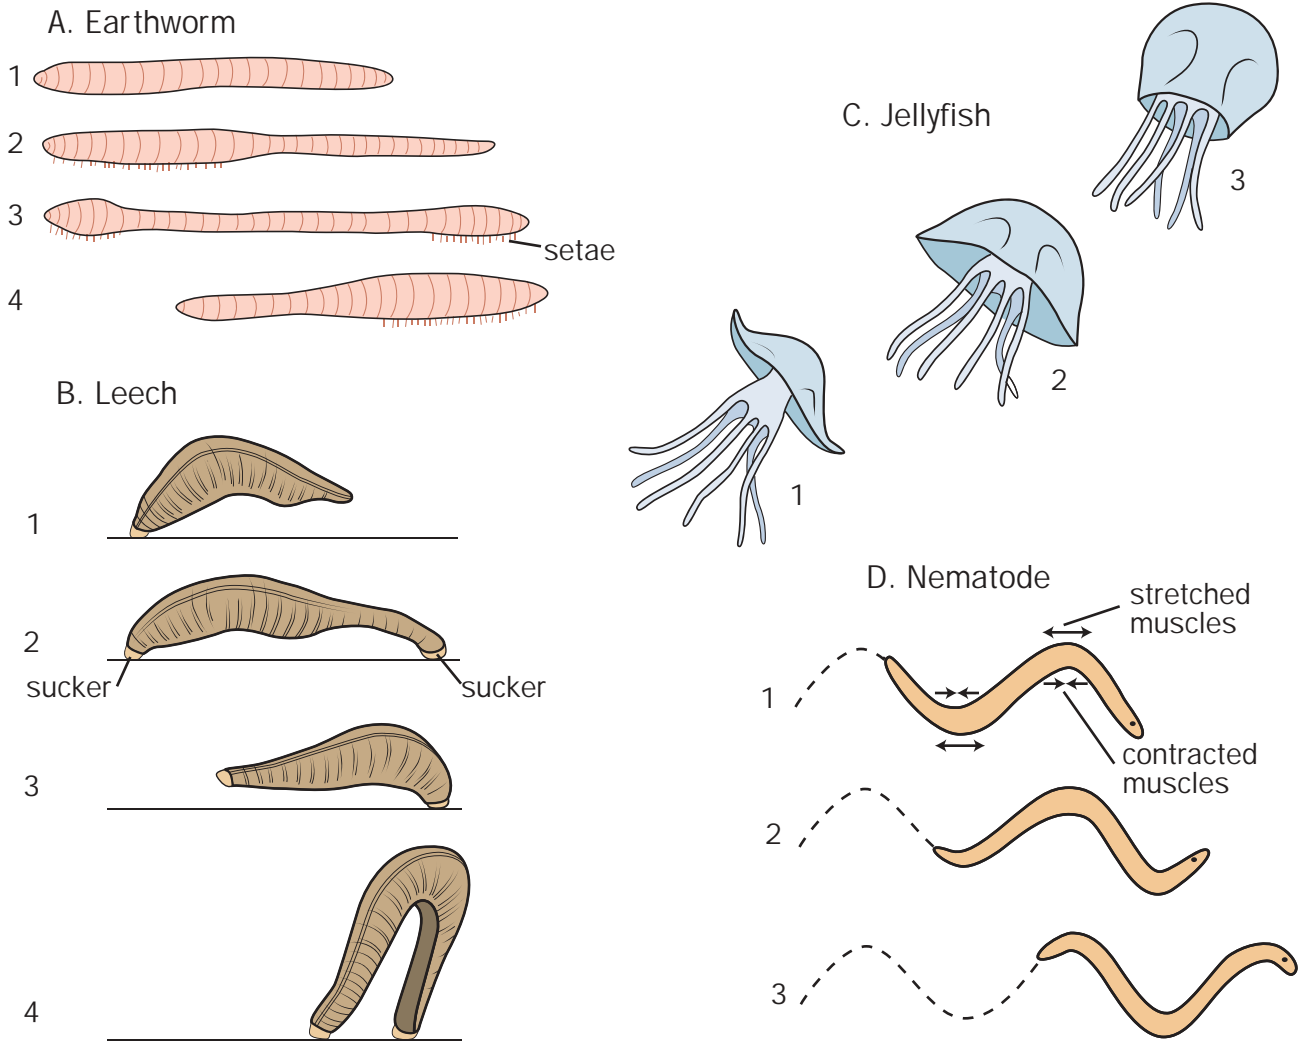 A. Earthworm
1
2
3
setae
4
B. Leech
1
2
sucker
sucker
3
4
C. Jellyfish
3
2
1
D. Nematode
stretched
muscles
1
contracted
muscles
2
3